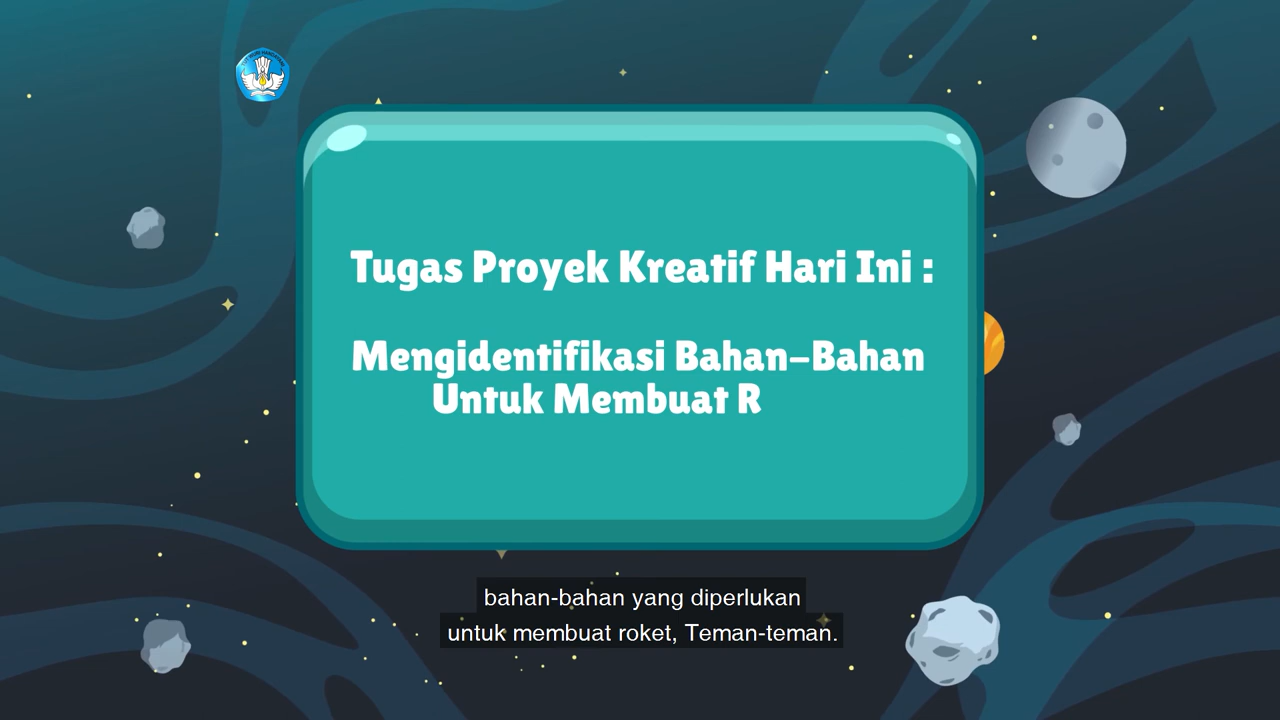 Tugas Proyek Kreatif Hari Ini :
Mengidentifikasi Bahan-Bahan
Untuk Membuat R
bahan-bahan yang diperlukan
untuk membuat roket, Teman-teman.